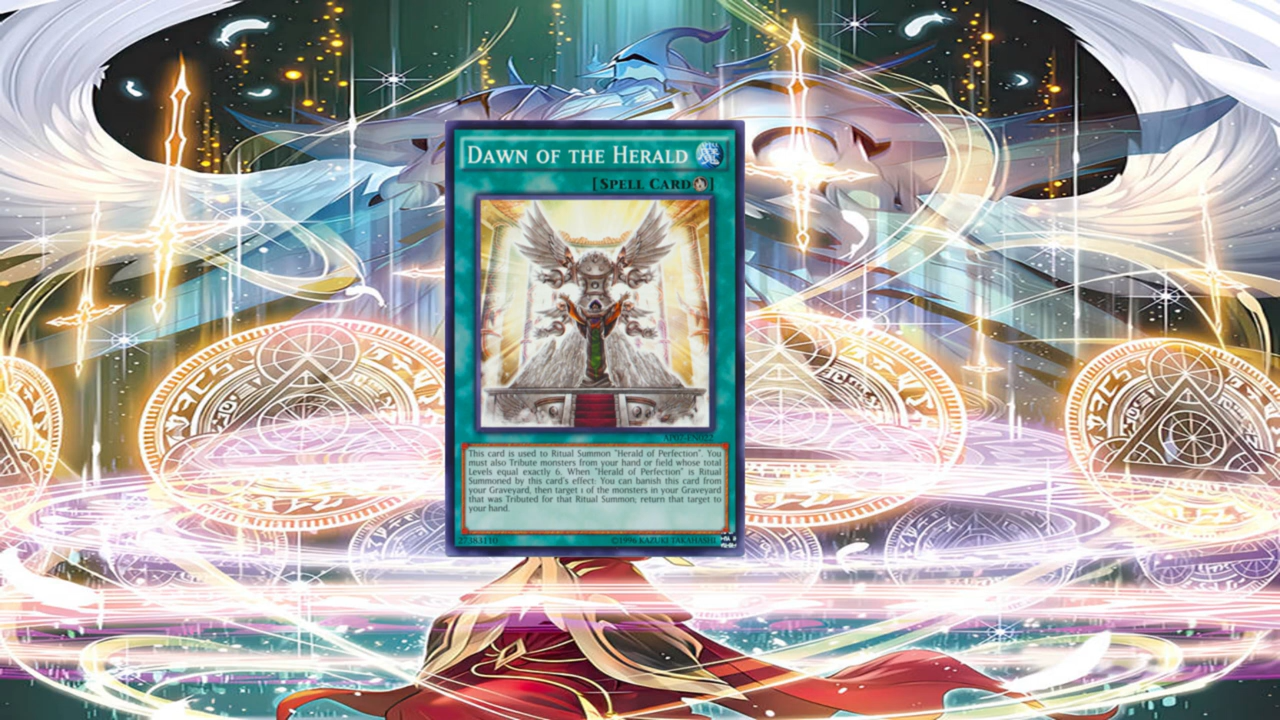 DAWN OF THE HERALD
[SPELL CARD]
AP07-EN022
This card is used to Ritual Summon "Herald of Perfection". You
must also Tribute monsters from your hand or field whose total
Levels equal exactly 6. When "Herald of Perfection" is Ritual
Summoned by this card's effect: You can banish this card from
your Graveyard, then target 1 of the monsters in your Graveyard
that was Tributed for that Ritual Summon; return that target to
your hand.
27383110
©1996 KAZUKI TAKAHASHI